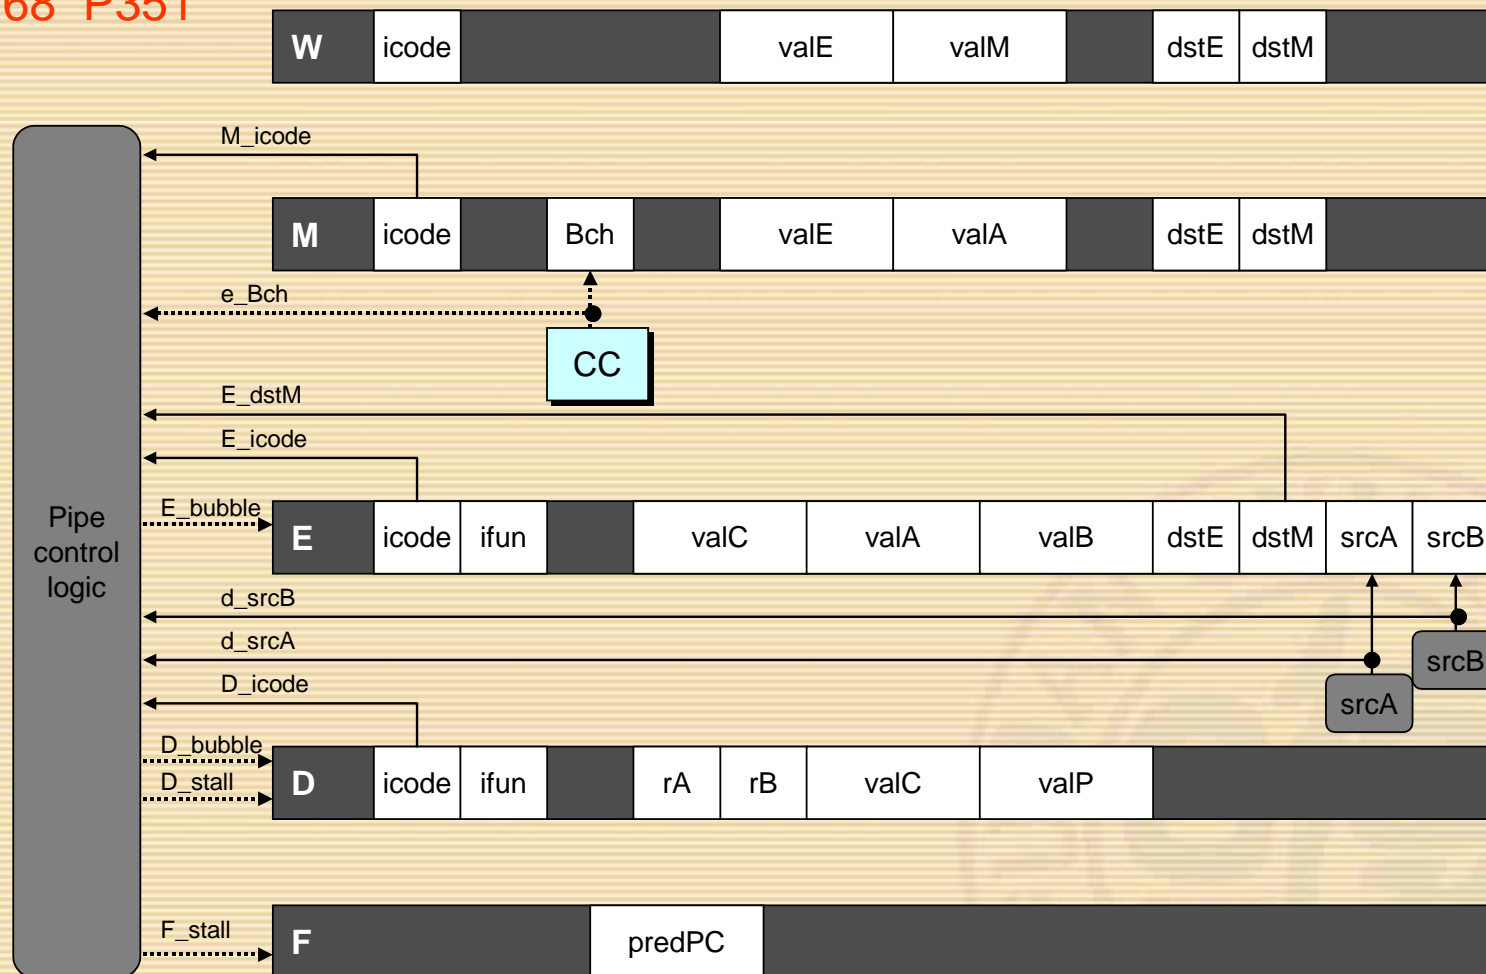 68 P351
W icode valE valM dstE dstM
M_icode
M icode Bch valE valA dstE dstM
e_Bch
CC
E_dstM
E_icode
E_bubble
E icode ifun valC valA valB dstE dstM srcA srcB
Pipe
control
logic
d_srcB
d_srcA
srcB
D_icode
srcA
D_bubble
D_stall
D icode ifun rA rB valC valP
F_stall
F predPC